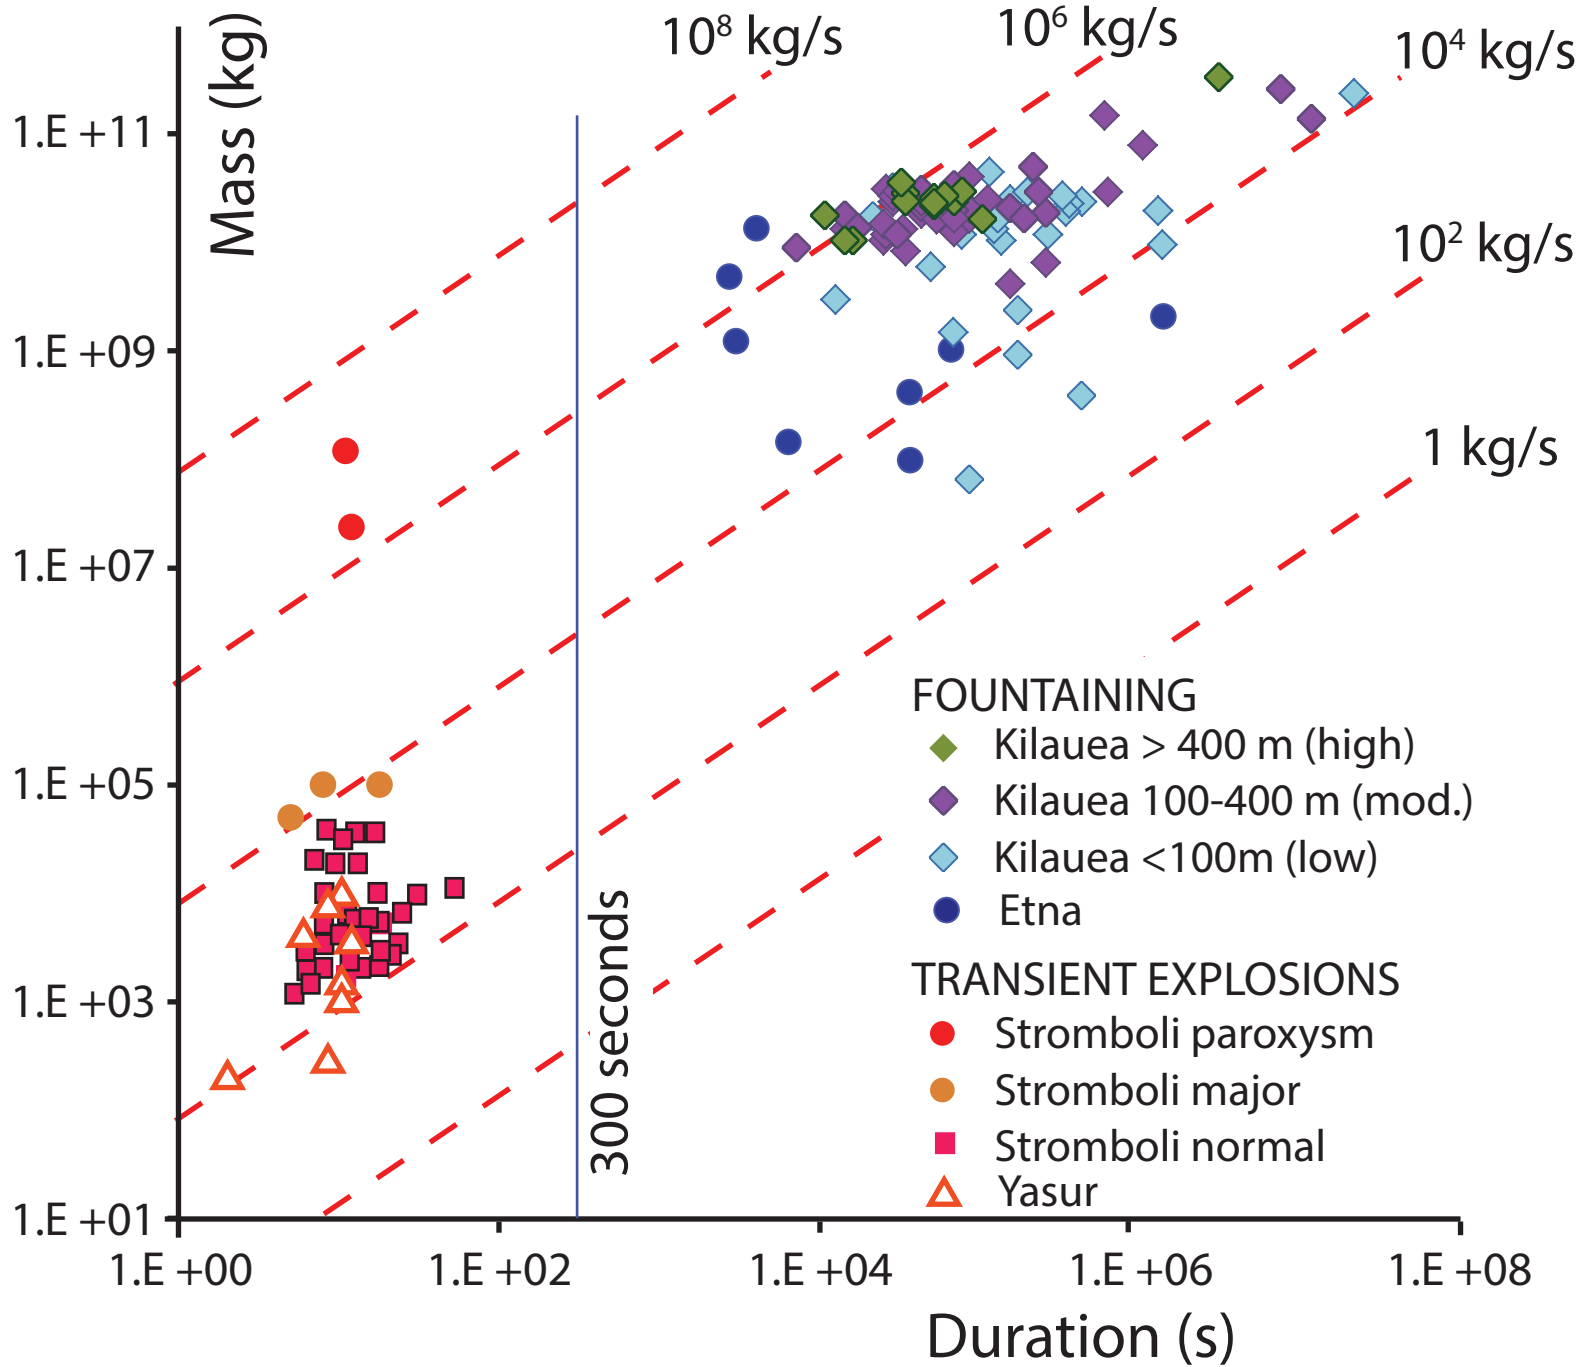 Mass (kg)
10⁸ kg/s
10⁶ kg/s
10⁴ kg/s
10² kg/s
1 kg/s
1.E +11
1.E +09
1.E +07
1.E +05
1.E +03
1.E +01
300 seconds
FOUNTAINING
Kilauea > 400 m (high)
Kilauea 100-400 m (mod.)
Kilauea <100m (low)
Etna
TRANSIENT EXPLOSIONS
Stromboli paroxysm
Stromboli major
Stromboli normal
Yasur
1.E +00 1.E +02 1.E +04 1.E +06 1.E +08
Duration (s)